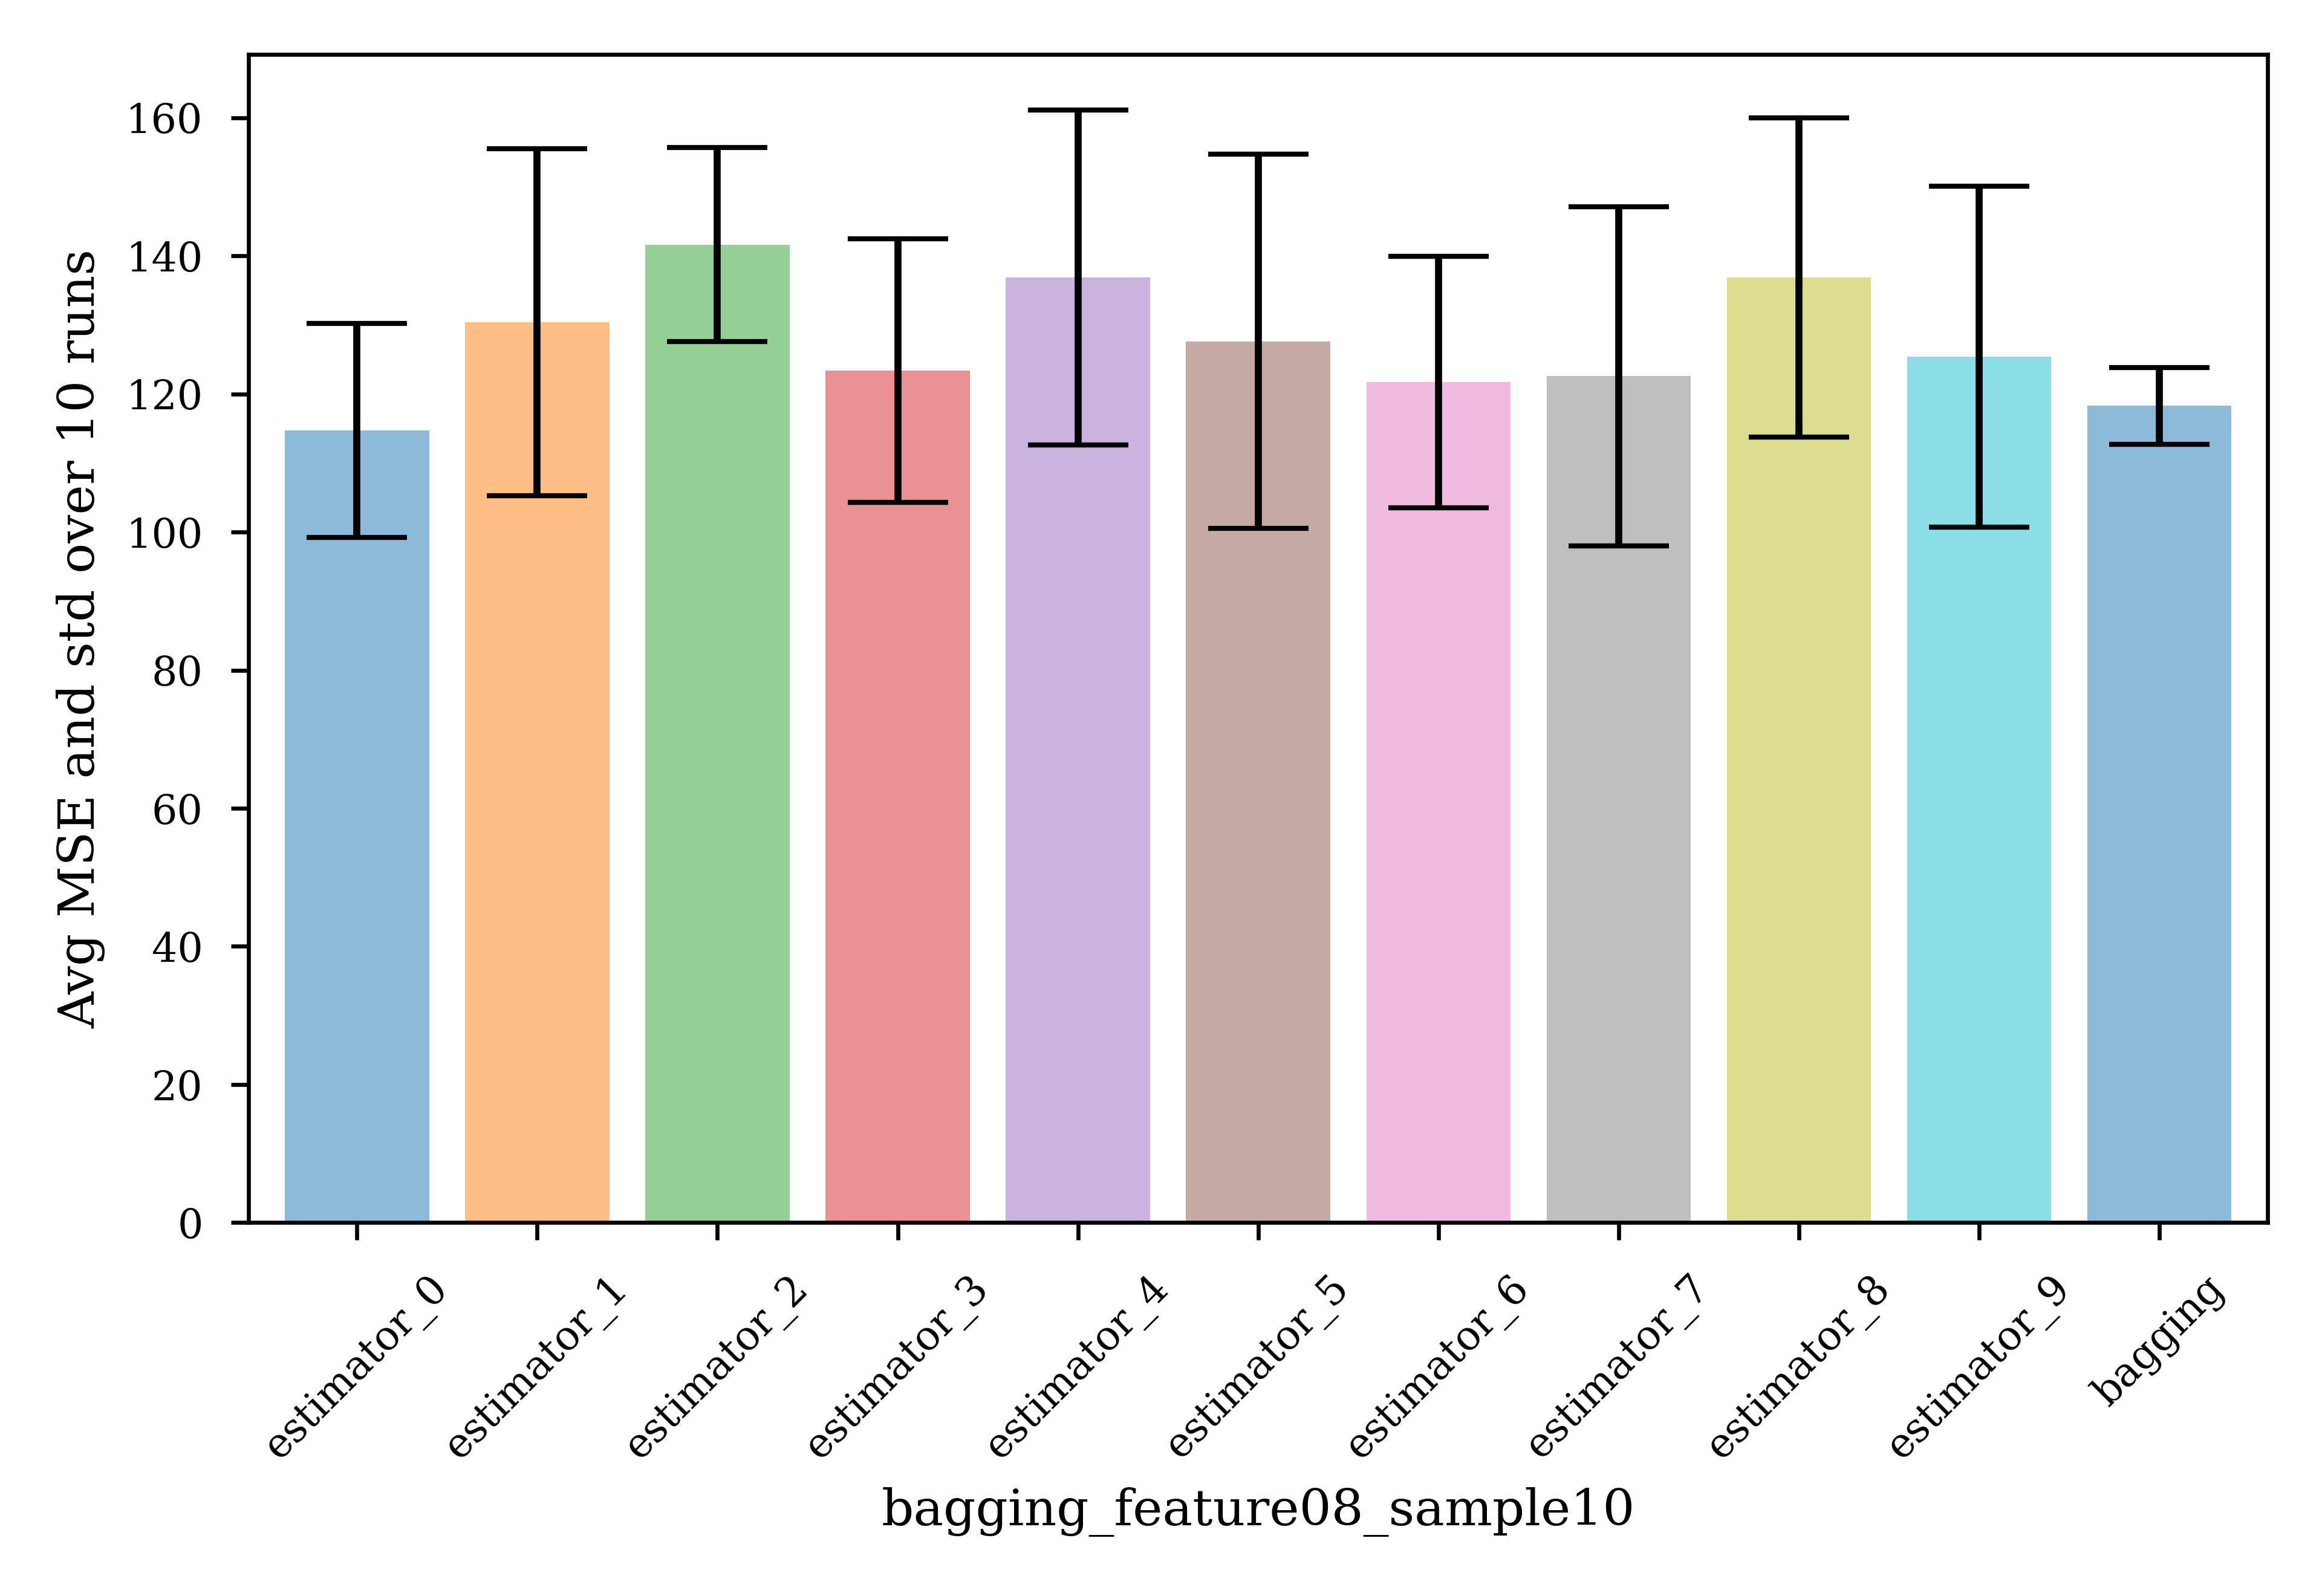 Avg MSE and std over 10 runs
160
140
120
100
80
60
40
20
0
estimator_0
estimator_1
estimator_2
estimator_3
estimator_4
estimator_5
estimator_6
estimator_7
estimator_8
estimator_9
bagging
bagging_feature08_sample10